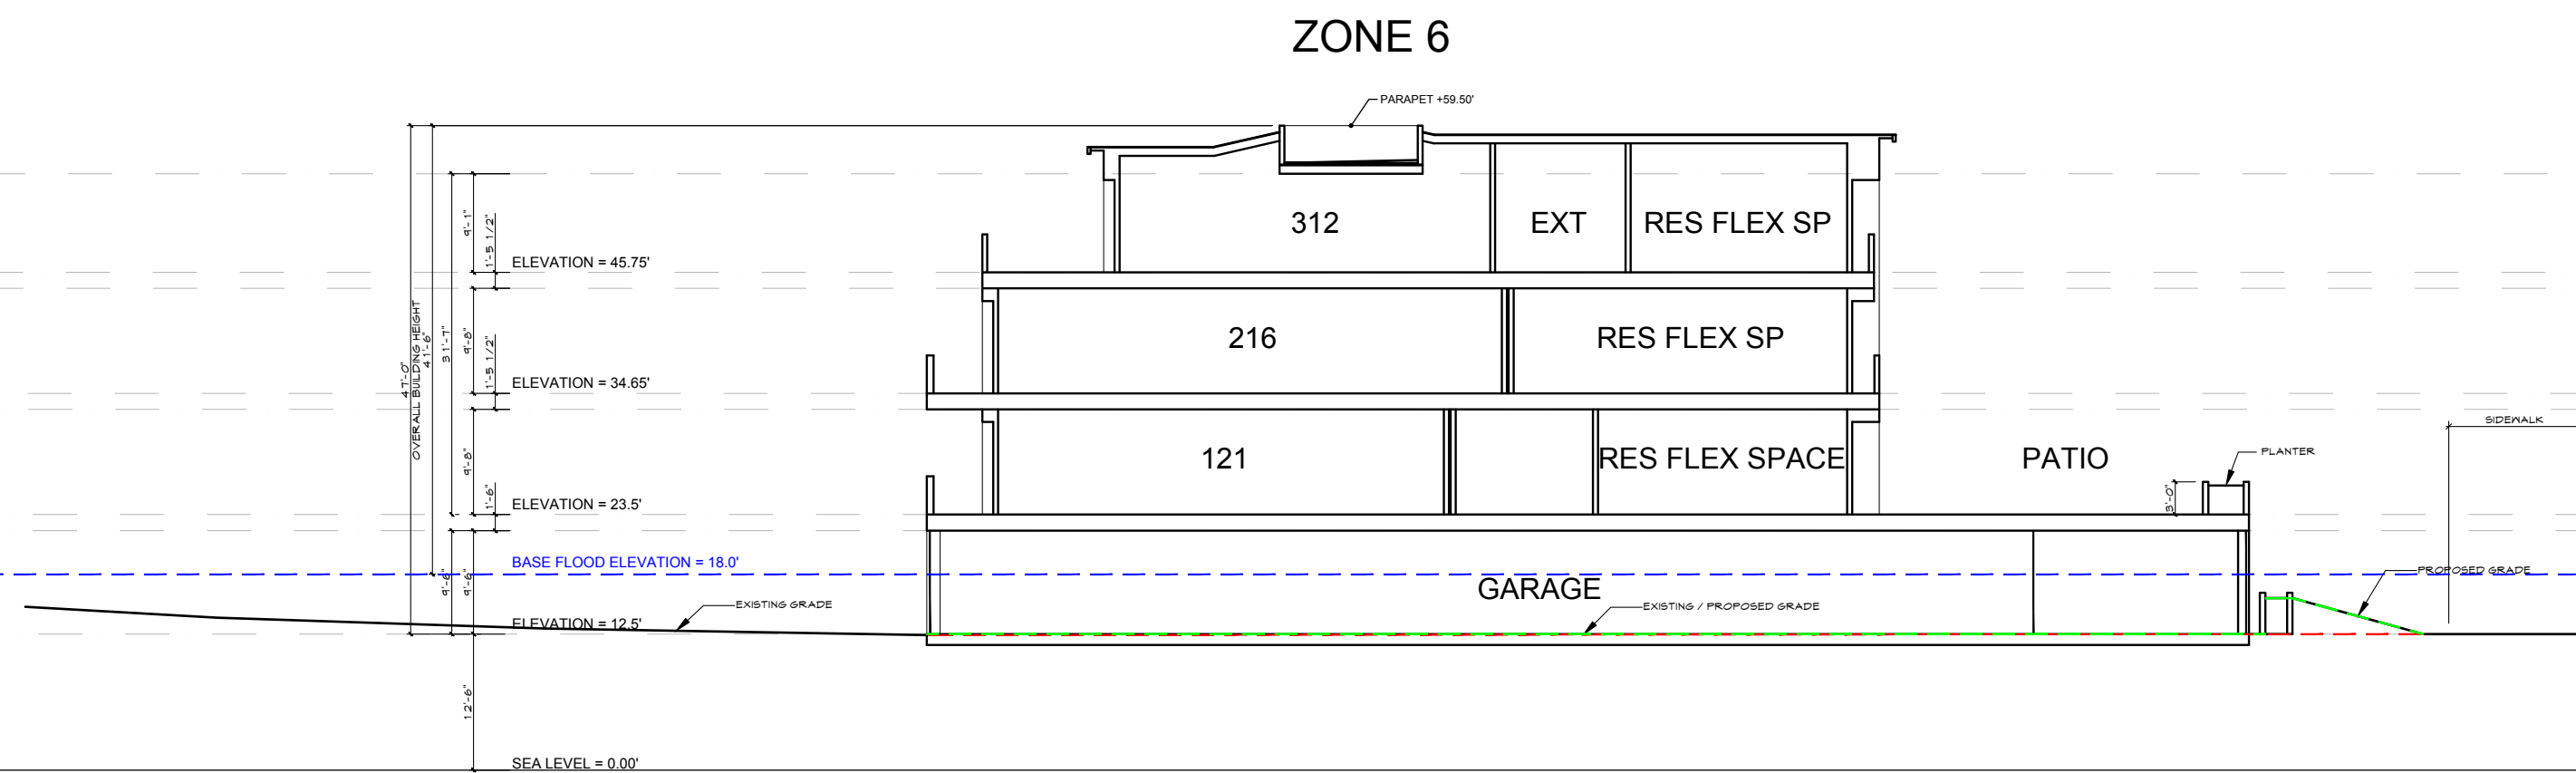 ZONE 6
PARAPET +59.50'
312
EXT
RES FLEX SP
ELEVATION = 45.75'
216
RES FLEX SP
ELEVATION = 34.65'
121
RES FLEX SPACE
PATIO
PLANTER
SIDEWALK
ELEVATION = 23.5'
3'-0"
BASE FLOOD ELEVATION = 18.0'
GARAGE
PROPOSED GRADE
EXISTING GRADE
EXISTING / PROPOSED GRADE
ELEVATION = 12.5'
SEA LEVEL = 0.00'
47'-0"
OVERALL BUILDING HEIGHT
41'-6"
31'-7"
9'-1"
1'-5 1/2"
9'-8"
1'-5 1/2"
9'-8"
1'-6"
9'-6"
9'-6"
12'-6"